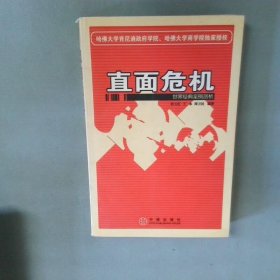 哈佛大学肯尼迪政府学院、哈佛大学商学院独家授权
直面危机
世界经典案例剖析
中信出版社